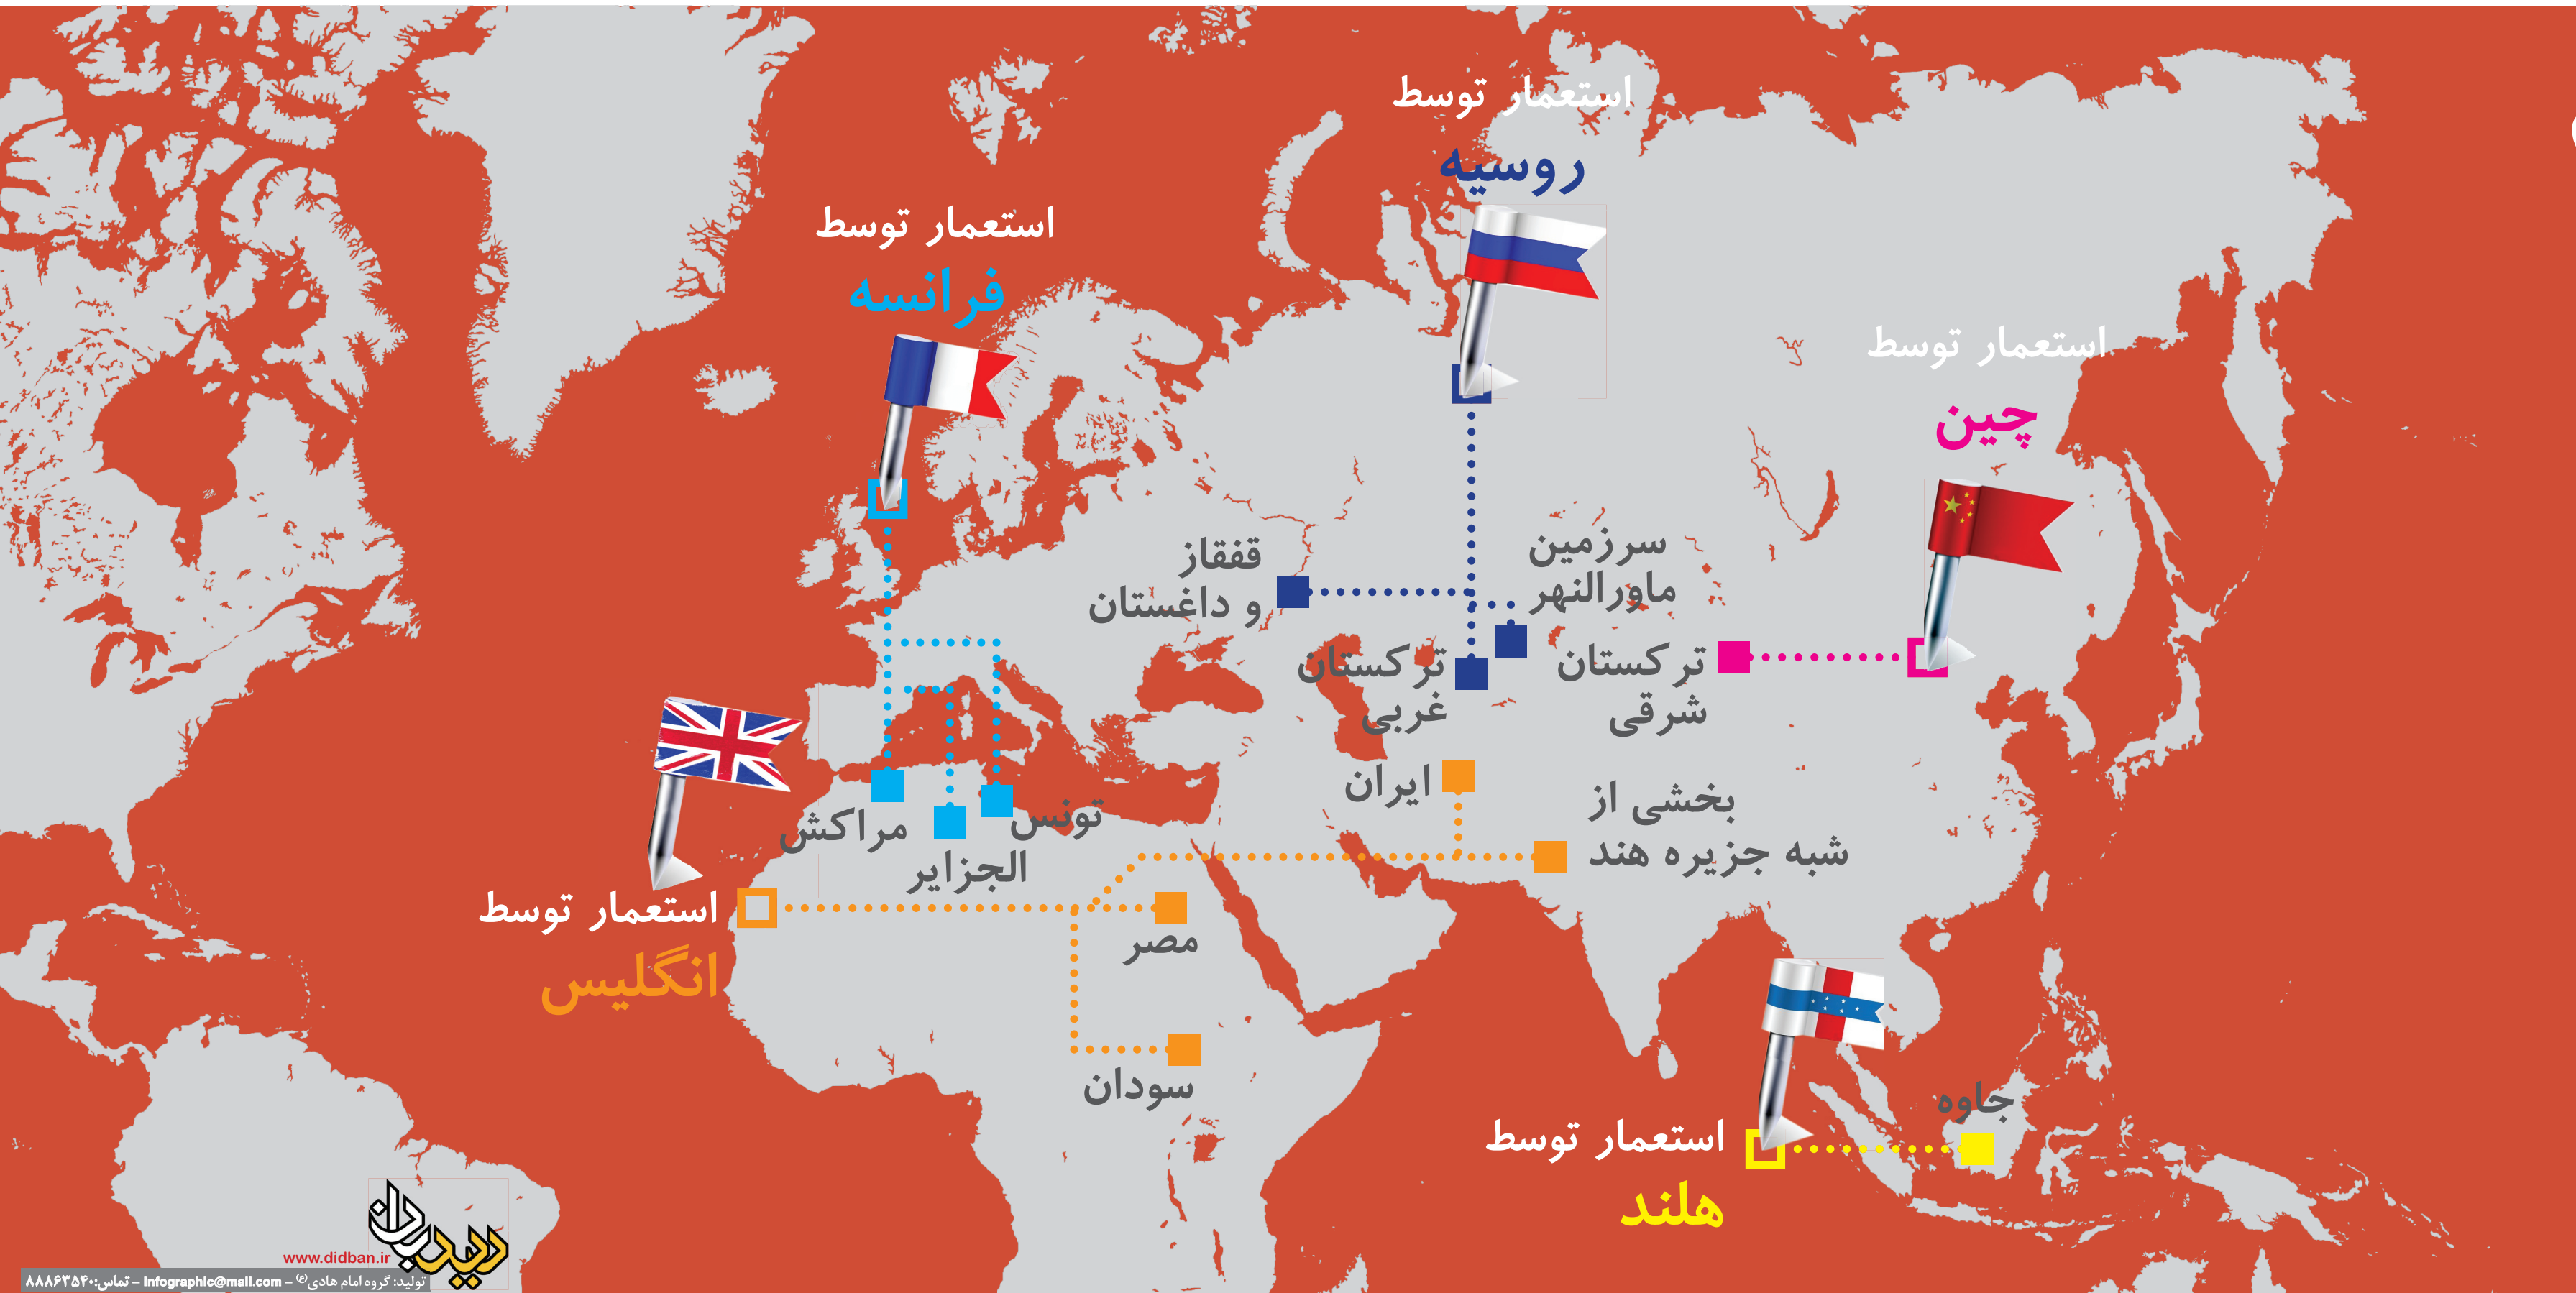 استعمار توسط
روسیه
استعمار توسط
فرانسه
استعمار توسط
چین
قفقاز
و داغستان
سرزمین
ماورالنهر
ترکستان
غربی
ترکستان
شرقی
ایران
بخشی از
شبه جزیره هند
مراکش
تونس
الجزایر
استعمار توسط
انگلیس
مصر
سودان
جاوه
استعمار توسط
هلند
دیدبان
www.didban.ir
تولید: گروه امام هادی(ع) – Infographic@mail.com – تماس:۸۸۸۶۳۵۴۰